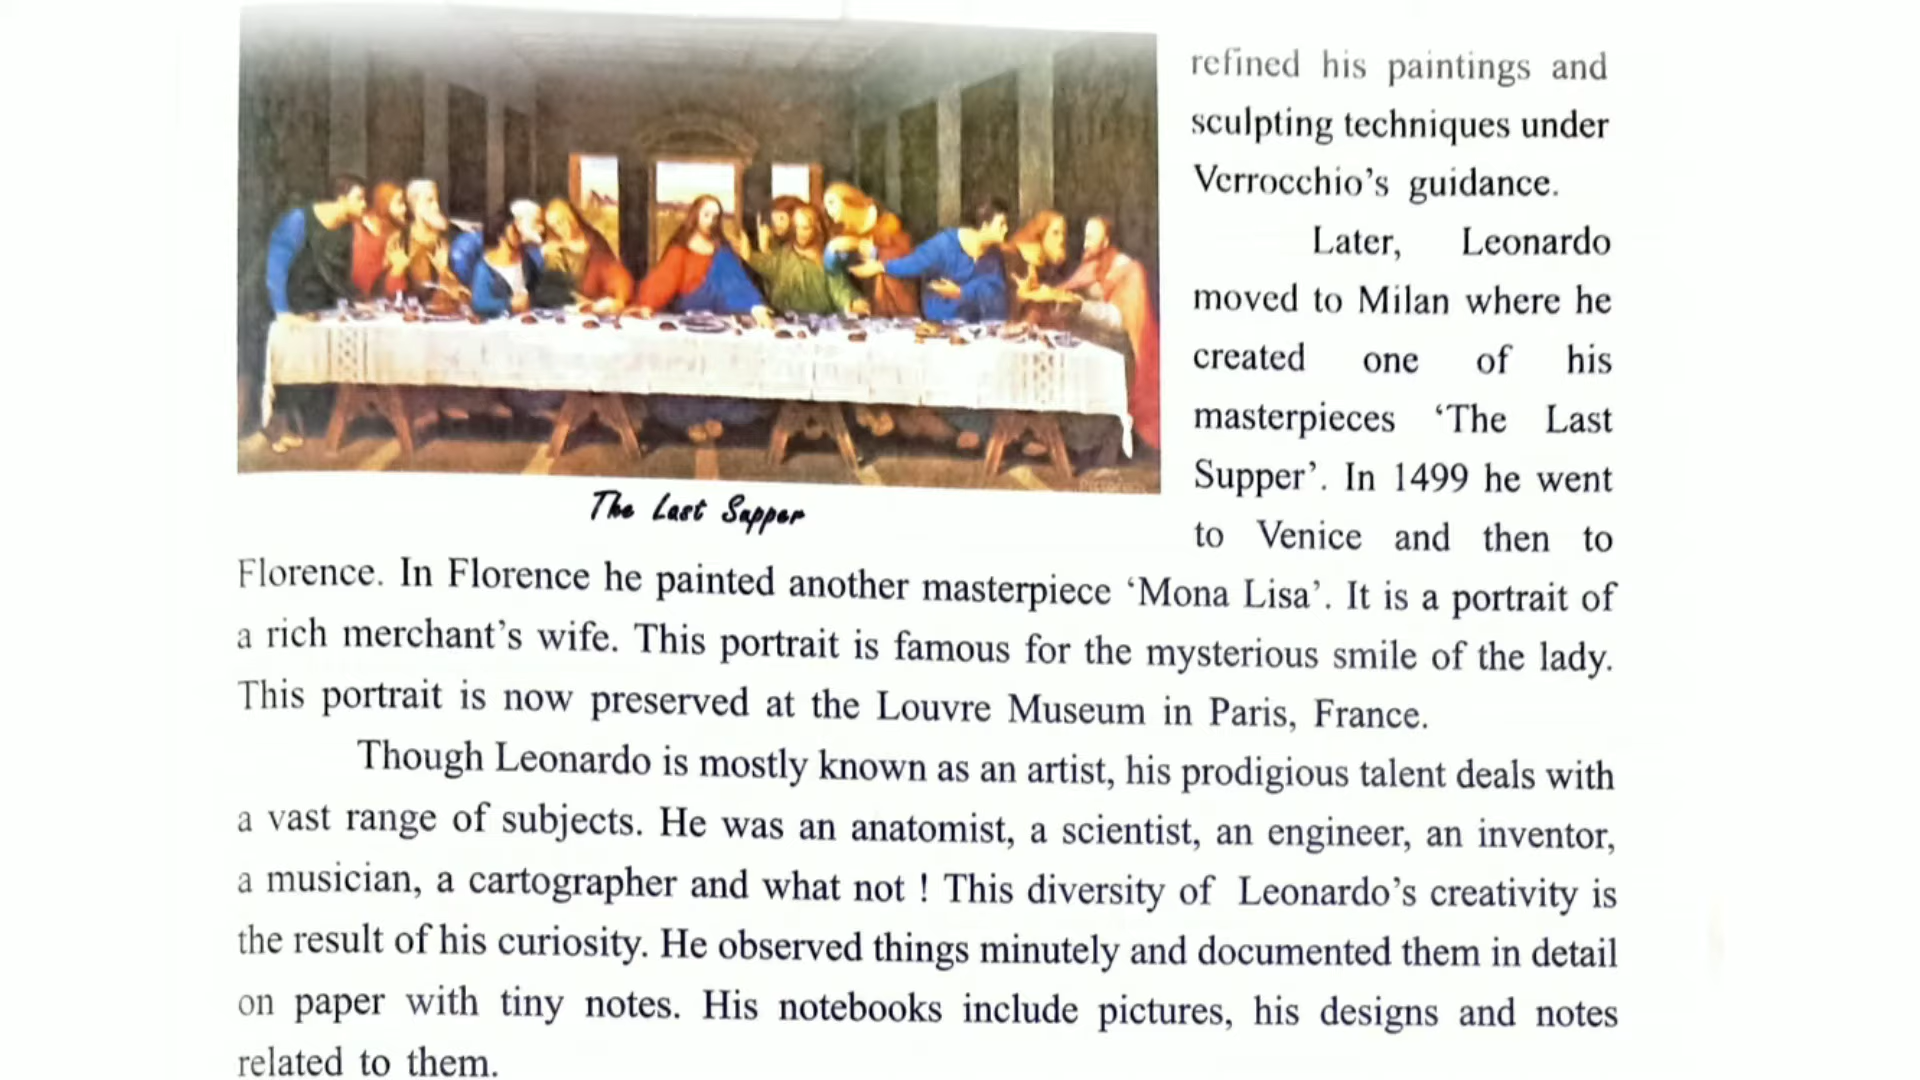 refined his paintings and
sculpting techniques under
Verrocchio's guidance.
Later, Leonardo
moved to Milan where he
created one of his
masterpieces 'The Last
Supper'. In 1499 he went
to Venice and then to
The Last Supper
Florence. In Florence he painted another masterpiece 'Mona Lisa'. It is a portrait of
a rich merchant's wife. This portrait is famous for the mysterious smile of the lady.
This portrait is now preserved at the Louvre Museum in Paris, France.
Though Leonardo is mostly known as an artist, his prodigious talent deals with
a vast range of subjects. He was an anatomist, a scientist, an engineer, an inventor,
a musician, a cartographer and what not ! This diversity of Leonardo's creativity is
the result of his curiosity. He observed things minutely and documented them in detail
on paper with tiny notes. His notebooks include pictures, his designs and notes
related to them.